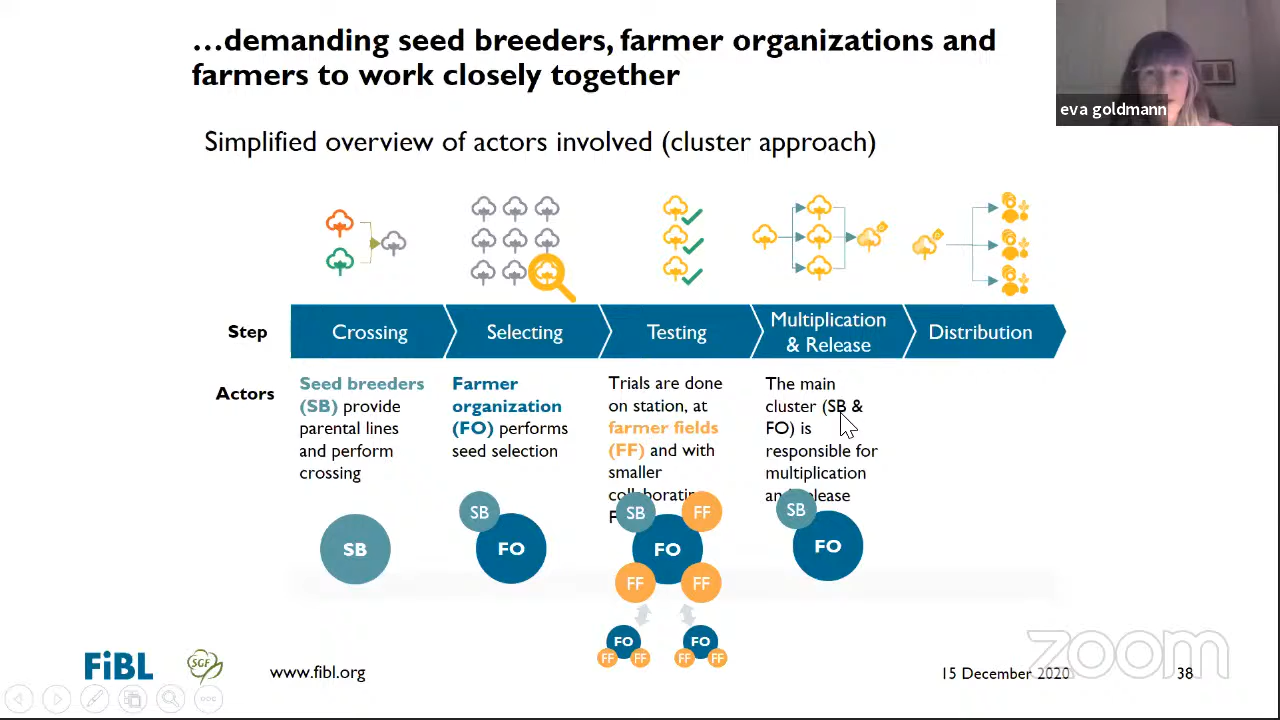 …demanding seed breeders, farmer organizations and
farmers to work closely together
eva goldmann
Simplified overview of actors involved (cluster approach)
Step
Crossing
Selecting
Testing
Multiplication
& Release
Distribution
Actors
Seed breeders
(SB) provide
parental lines
and perform
crossing
Farmer
organization
(FO) performs
seed selection
Trials are done
on station, at
farmer fields
(FF) and with
smaller
The main
cluster (SB &
FO) is
responsible for
multiplication
SB
SB
FO
SB
FF
FO
FF
FF
FO
FF
FF
FO
FF
FF
SB
FO
FiBL
SGF
www.fibl.org
15 December 2020
38
zoom